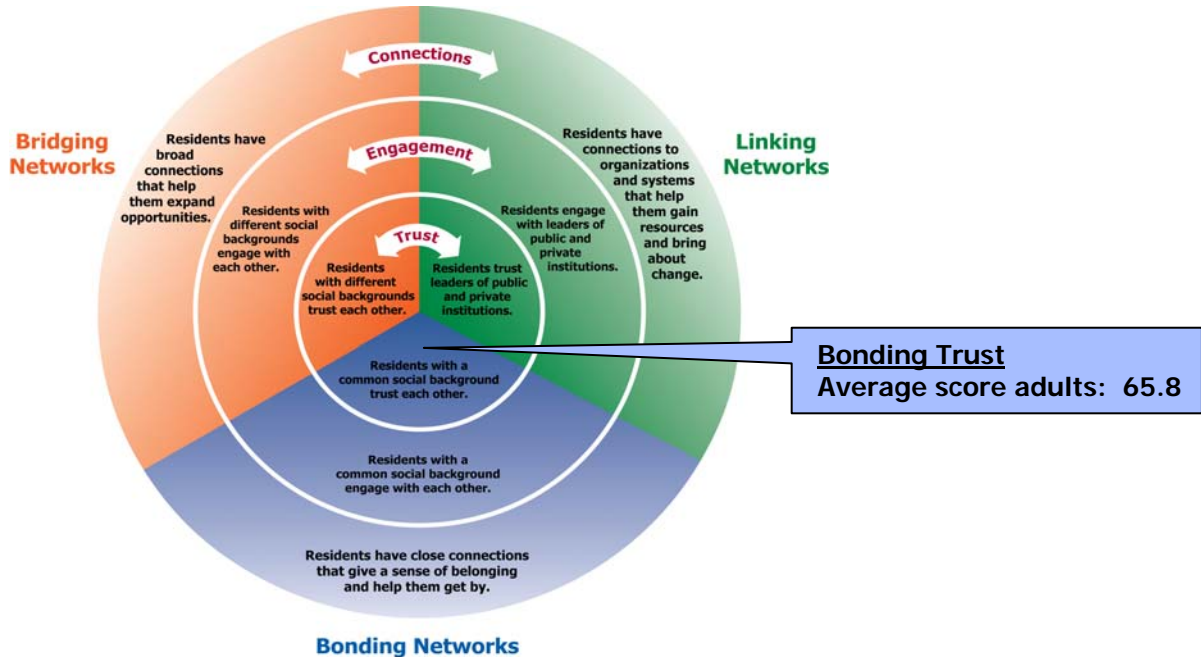 Connections
Engagement
Trust
Bridging
Networks
Residents have
broad
connections
that help
them expand
opportunities.
Residents with
different social
backgrounds
engage with
each other.
Residents
with different
social backgrounds
trust each other.
Linking
Networks
Residents trust
leaders of public
and private
institutions.
Residents engage
with leaders of
public and
private
institutions.
Residents have
connections to
organizations
and systems
that help
them gain
resources
and bring
about
change.
Bonding Trust
Average score adults: 65.8
Residents with a
common social background
trust each other.
Residents with a
common social background
engage with each other.
Residents have close connections
that give a sense of belonging
and help them get by.
Bonding Networks